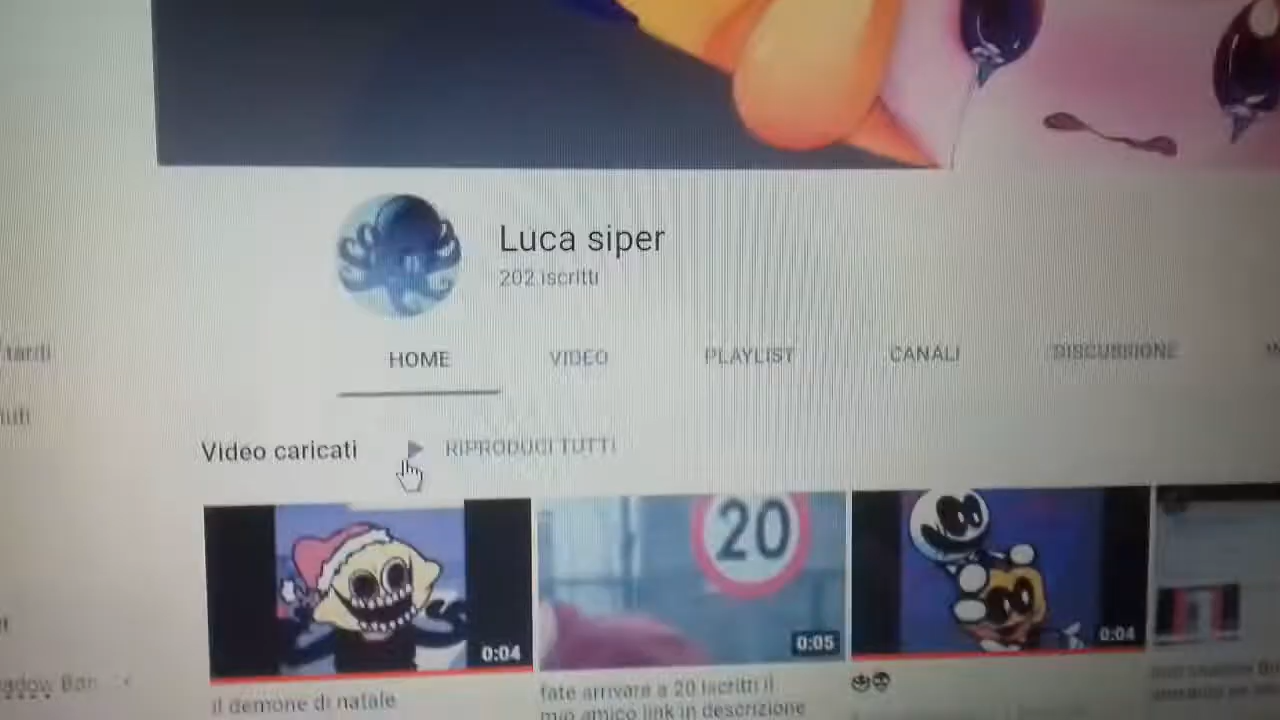 Luca siper
202 iscritti
HOME VIDEO PLAYLIST CANALI DISCUSSIONE
Video caricati RIPRODUCI TUTTI
20
0:04 0:05 0:04
il demone di natale
fate arrivare a 20 iscritti il
mio amico link in descrizione